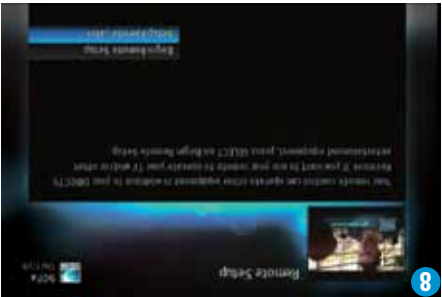 Remote Setup
Your remote control can operate other equipment in addition to your DIRECTV
Receiver. If you want to use your remote to operate your TV and/or other
entertainment equipment, press SELECT on Begin Remote Setup.
Begin Remote Setup
Setup Remote Later
8